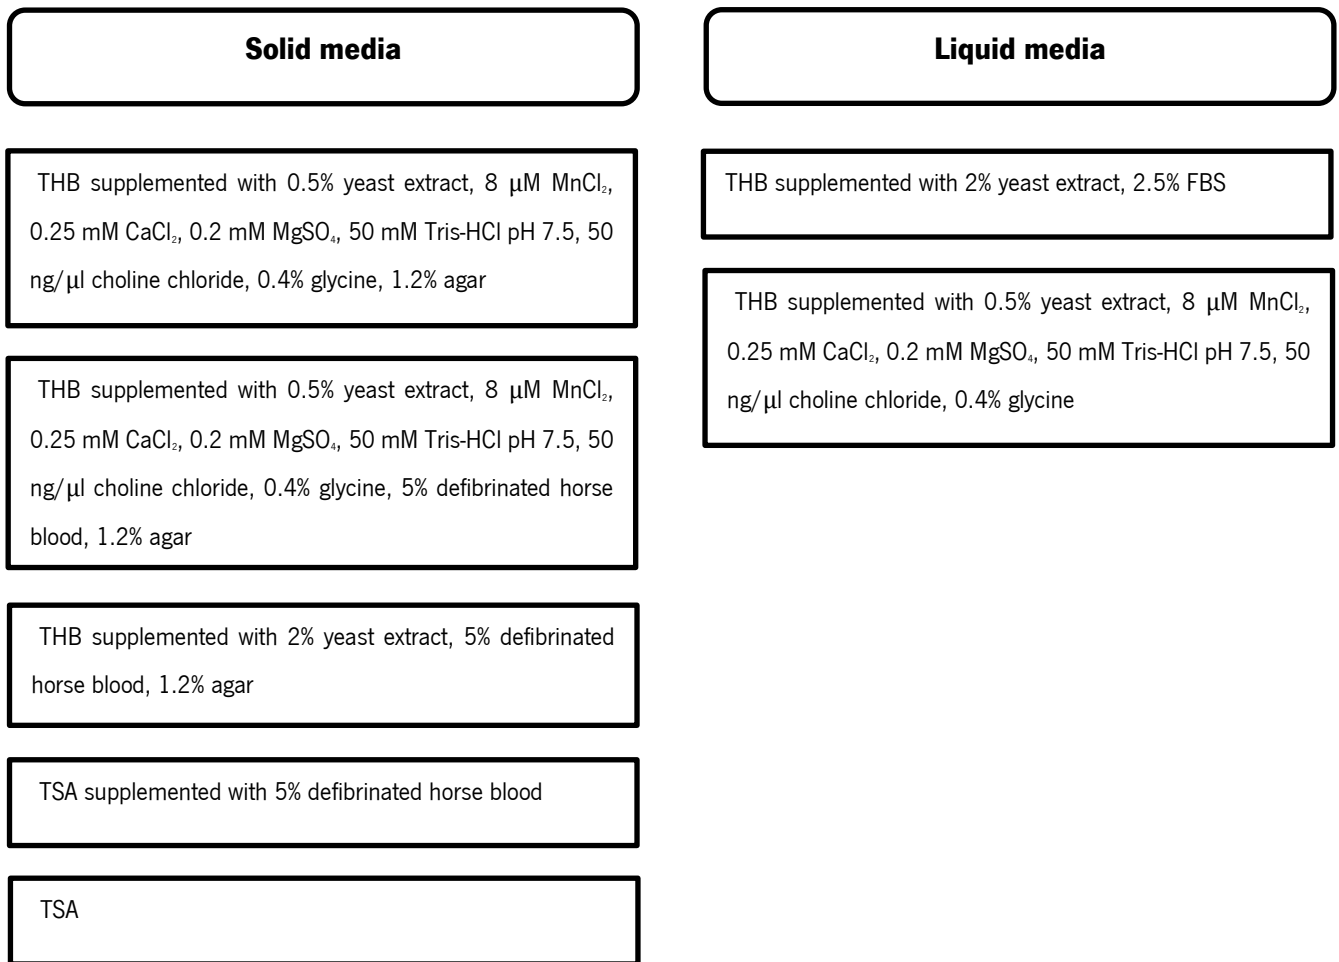 Solid media
THB supplemented with 0.5% yeast extract, 8 μM MnCl₂,
0.25 mM CaCl₂, 0.2 mM MgSO₄, 50 mM Tris-HCl pH 7.5, 50
ng/μl choline chloride, 0.4% glycine, 1.2% agar
THB supplemented with 0.5% yeast extract, 8 μM MnCl₂,
0.25 mM CaCl₂, 0.2 mM MgSO₄, 50 mM Tris-HCl pH 7.5, 50
ng/μl choline chloride, 0.4% glycine, 5% defibrinated horse
blood, 1.2% agar
THB supplemented with 2% yeast extract, 5% defibrinated
horse blood, 1.2% agar
TSA supplemented with 5% defibrinated horse blood
TSA
Liquid media
THB supplemented with 2% yeast extract, 2.5% FBS
THB supplemented with 0.5% yeast extract, 8 μM MnCl₂,
0.25 mM CaCl₂, 0.2 mM MgSO₄, 50 mM Tris-HCl pH 7.5, 50
ng/μl choline chloride, 0.4% glycine